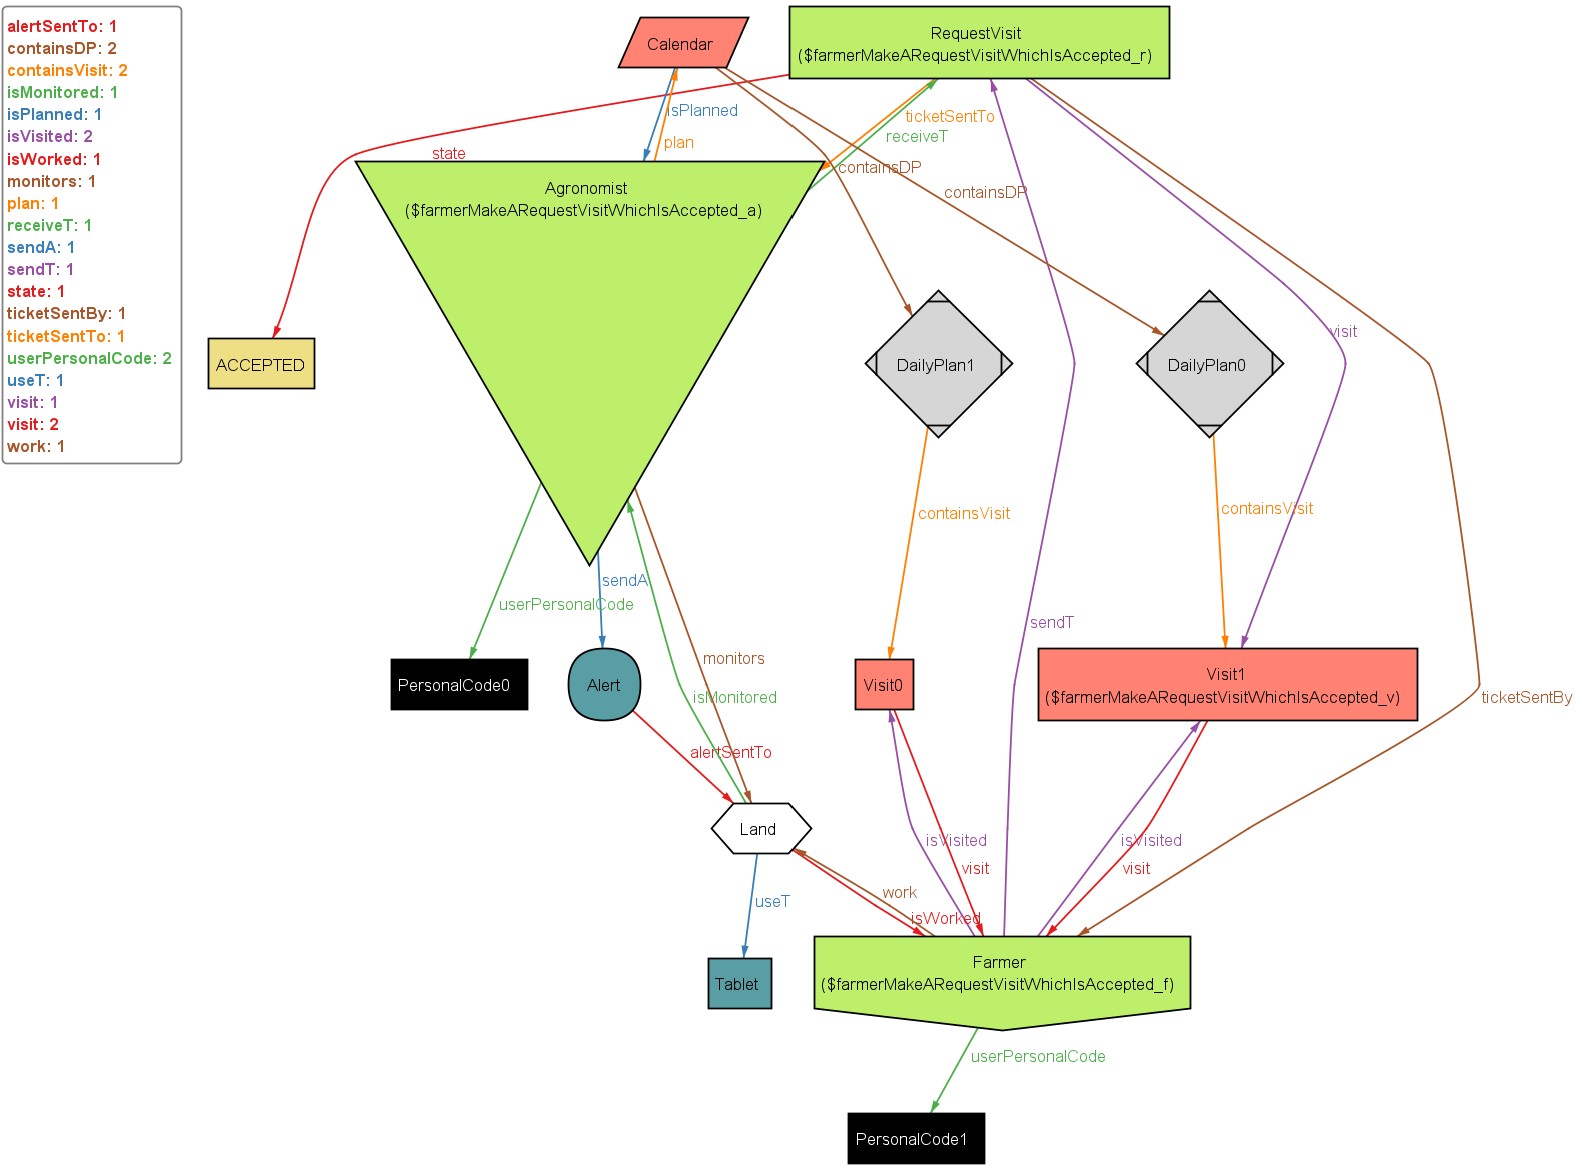 alertSentTo: 1
containsDP: 2
containsVisit: 2
isMonitored: 1
isPlanned: 1
isVisited: 2
isWorked: 1
monitors: 1
plan: 1
receiveT: 1
sendA: 1
sendT: 1
state: 1
ticketSentBy: 1
ticketSentTo: 1
userPersonalCode: 2
useT: 1
visit: 1
visit: 2
work: 1
Calendar
RequestVisit
($farmerMakeARequestVisitWhichIsAccepted_r)
isPlanned
plan
ticketSentTo
receiveT
state
containsDP
containsDP
Agronomist
($farmerMakeARequestVisitWhichIsAccepted_a)
visit
ACCEPTED
DailyPlan1
DailyPlan0
containsVisit
containsVisit
sendA
userPersonalCode
sendT
monitors
PersonalCode0
Alert
isMonitored
Visit0
Visit1
($farmerMakeARequestVisitWhichIsAccepted_v)
ticketSentBy
alertSentTo
Land
isVisited
visit
isVisited
visit
work
isWorked
useT
Tablet
Farmer
($farmerMakeARequestVisitWhichIsAccepted_f)
userPersonalCode
PersonalCode1